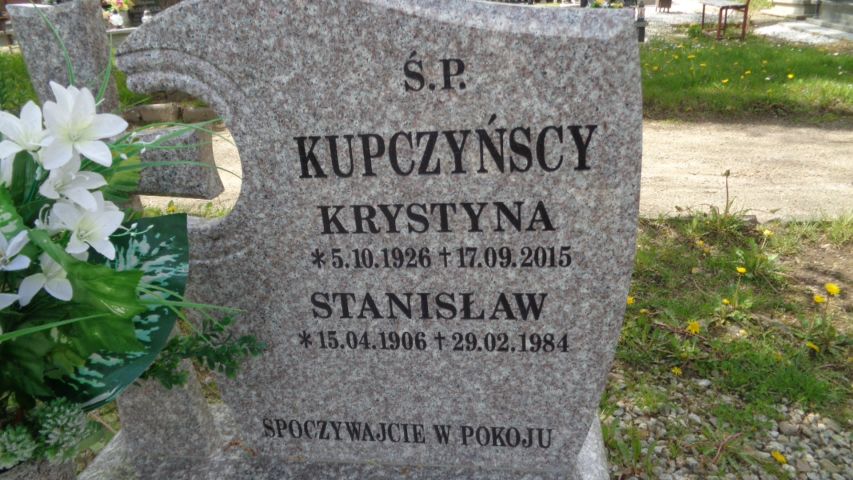 Ś.P.
KUPCZYŃSCY
KRYSTYNA
*5.10.1926 †17.09.2015
STANISŁAW
*15.04.1906 †29.02.1984
SPOCZYWAJCIE W POKOJU